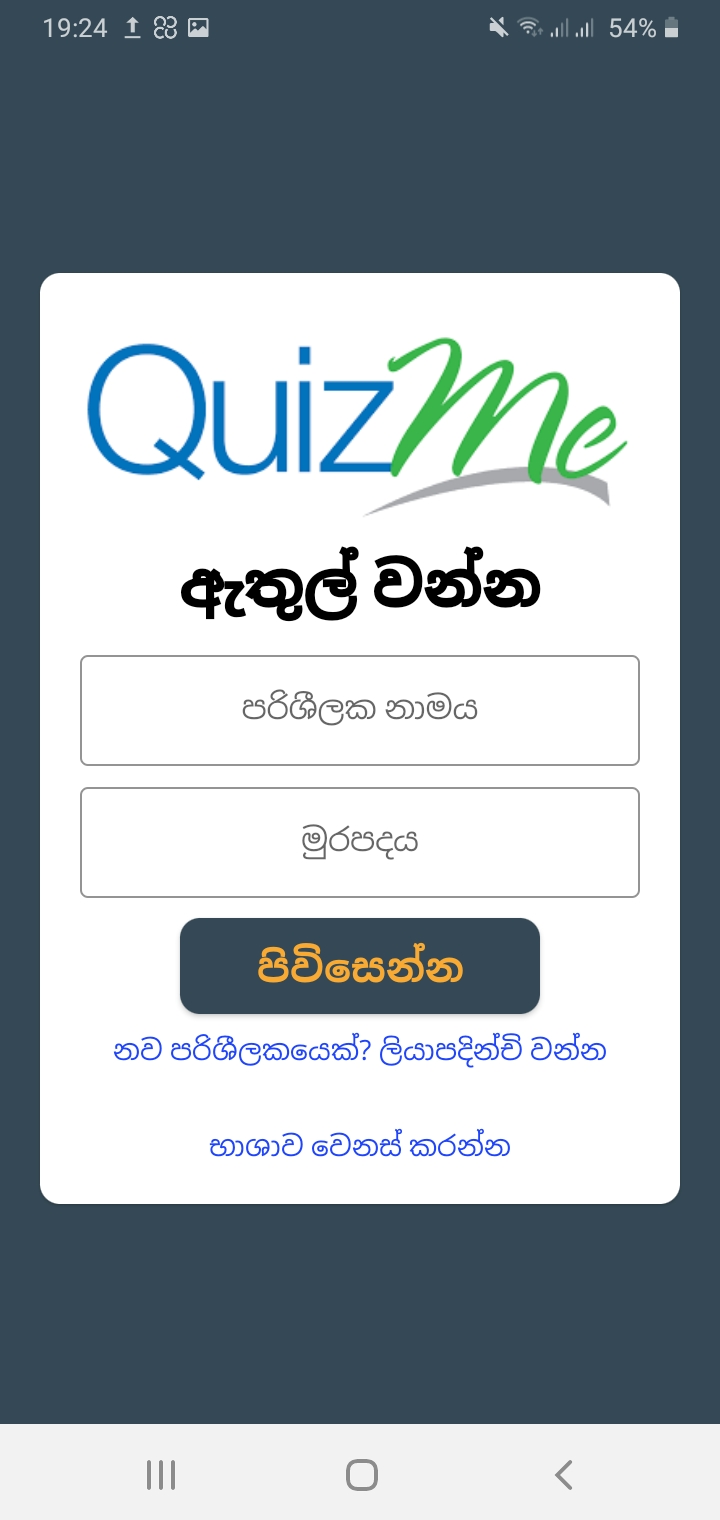 19:24
54%
QuizMe
ඇතුල් වන්න
පරිශීලක නාමය
මුරපදය
පිවිසෙන්න
නව පරිශීලකයෙක්? ලියාපදින්චි වන්න
භාශාව වෙනස් කරන්න